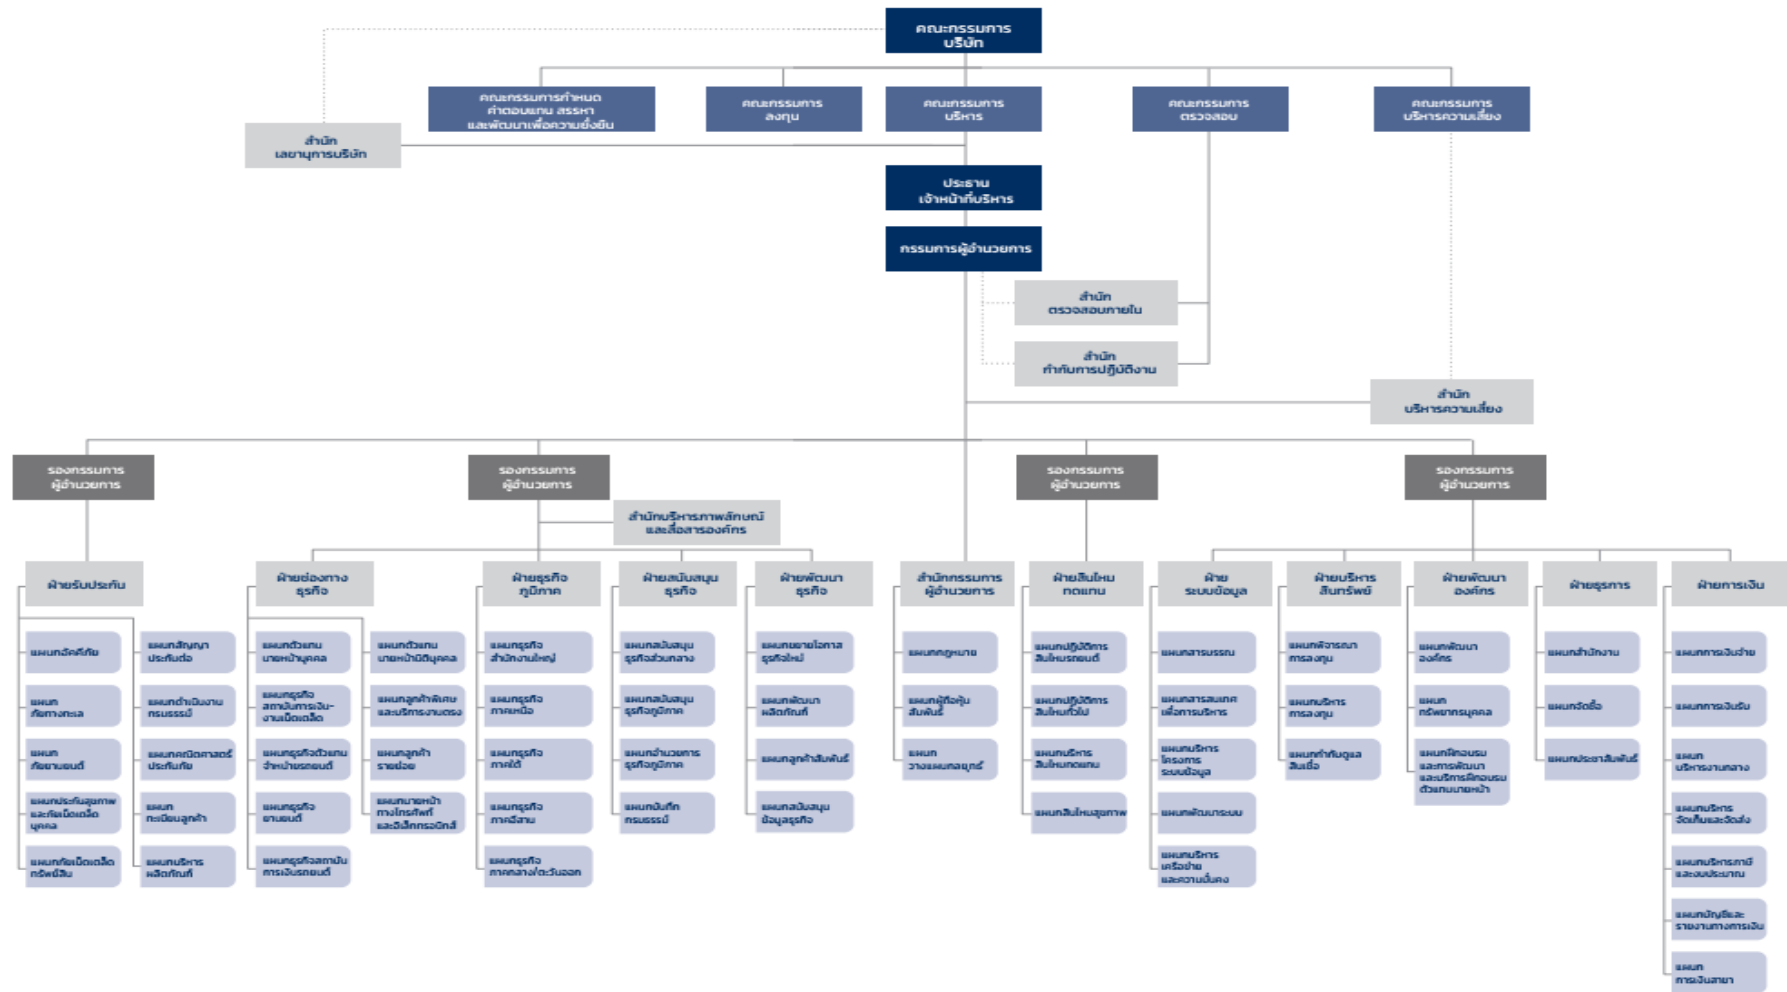 คณะกรรมการ
บริษัท
คณะกรรมการกำหนด
ค่าตอบแทน สรรหา
และพัฒนาเพื่อความยั่งยืน
คณะกรรมการ
ลงทุน
คณะกรรมการ
บริหาร
คณะกรรมการ
ตรวจสอบ
คณะกรรมการ
บริหารความเสี่ยง
สำนัก
เลขานุการบริษัท
ประธาน
เจ้าหน้าที่บริหาร
กรรมการผู้อำนวยการ
สำนัก
ตรวจสอบภายใน
สำนัก
กำกับการปฏิบัติงาน
สำนัก
บริหารความเสี่ยง
รองกรรมการ
ผู้อำนวยการ
รองกรรมการ
ผู้อำนวยการ
รองกรรมการ
ผู้อำนวยการ
รองกรรมการ
ผู้อำนวยการ
สำนักบริหารภาพลักษณ์
และสื่อสารองค์กร
ฝ่ายรับประกัน
แผนกอัคคีภัย
แผนก
ภัยทางทะเล
แผนก
ภัยยานยนต์
แผนกประกันสุขภาพ
และภัยเบ็ดเตล็ด
บุคคล
แผนกภัยเบ็ดเตล็ด
ทรัพย์สิน
แผนกสัญญา
ประกันต่อ
แผนกดำเนินงาน
กรมธรรม์
แผนกคณิตศาสตร์
ประกันภัย
แผนก
ทะเบียนลูกค้า
แผนกบริหาร
ผลิตภัณฑ์
ฝ่ายช่องทาง
ธุรกิจ
แผนกตัวแทน
นายหน้าบุคคล
แผนกธุรกิจ
สถาบันการเงิน-
งานเบ็ดเตล็ด
แผนกธุรกิจตัวแทน
จำหน่ายรถยนต์
แผนกธุรกิจ
ยานยนต์
แผนกธุรกิจสถาบัน
การเงินรถยนต์
แผนกตัวแทน
นายหน้านิติบุคคล
แผนกลูกค้าพิเศษ
และบริการงานตรง
แผนกลูกค้า
รายย่อย
แผนกนายหน้า
ทางโทรศัพท์
และอิเล็กทรอนิกส์
ฝ่ายธุรกิจ
ภูมิภาค
แผนกธุรกิจ
สำนักงานใหญ่
แผนกธุรกิจ
ภาคเหนือ
แผนกธุรกิจ
ภาคใต้
แผนกธุรกิจ
ภาคอีสาน
แผนกธุรกิจ
ภาคกลาง/ตะวันออก
ฝ่ายสนับสนุน
ธุรกิจ
แผนกสนับสนุน
ธุรกิจส่วนกลาง
แผนกสนับสนุน
ธุรกิจภูมิภาค
แผนกอำนวยการ
ธุรกิจภูมิภาค
แผนกบันทึก
กรมธรรม์
ฝ่ายพัฒนา
ธุรกิจ
แผนกขยายโอกาส
ธุรกิจใหม่
แผนกพัฒนา
ผลิตภัณฑ์
แผนกลูกค้าสัมพันธ์
แผนกสนับสนุน
ข้อมูลธุรกิจ
สำนักกรรมการ
ผู้อำนวยการ
แผนกกฎหมาย
แผนกผู้ถือหุ้น
สัมพันธ์
แผนก
วางแผนกลยุทธ์
ฝ่ายสินไหม
ทดแทน
แผนกปฏิบัติการ
สินไหมรถยนต์
แผนกปฏิบัติการ
สินไหมทั่วไป
แผนกบริหาร
สินไหมทดแทน
แผนกสินไหมสุขภาพ
ฝ่าย
ระบบข้อมูล
แผนกสารบรรณ
แผนกสารสนเทศ
เพื่อการบริหาร
แผนกบริหาร
โครงการ
ระบบข้อมูล
แผนกพัฒนาระบบ
แผนกบริหาร
เครือข่าย
และความมั่นคง
ฝ่ายบริหาร
สินทรัพย์
แผนกพิจารณา
การลงทุน
แผนกบริหาร
การลงทุน
แผนกกำกับดูแล
สินเชื่อ
ฝ่ายพัฒนา
องค์กร
แผนกพัฒนา
องค์กร
แผนก
ทรัพยากรบุคคล
แผนกฝึกอบรม
และการพัฒนา
และบริการฝึกอบรม
ตัวแทนนายหน้า
ฝ่ายธุรการ
แผนกสำนักงาน
แผนกจัดซื้อ
แผนกประชาสัมพันธ์
ฝ่ายการเงิน
แผนกการเงินจ่าย
แผนกการเงินรับ
แผนก
บริหารงานกลาง
แผนกบริหาร
จัดเก็บและจัดส่ง
แผนกบริหารภาษี
และงบประมาณ
แผนกบัญชีและ
รายงานทางการเงิน
แผนก
การเงินสาขา